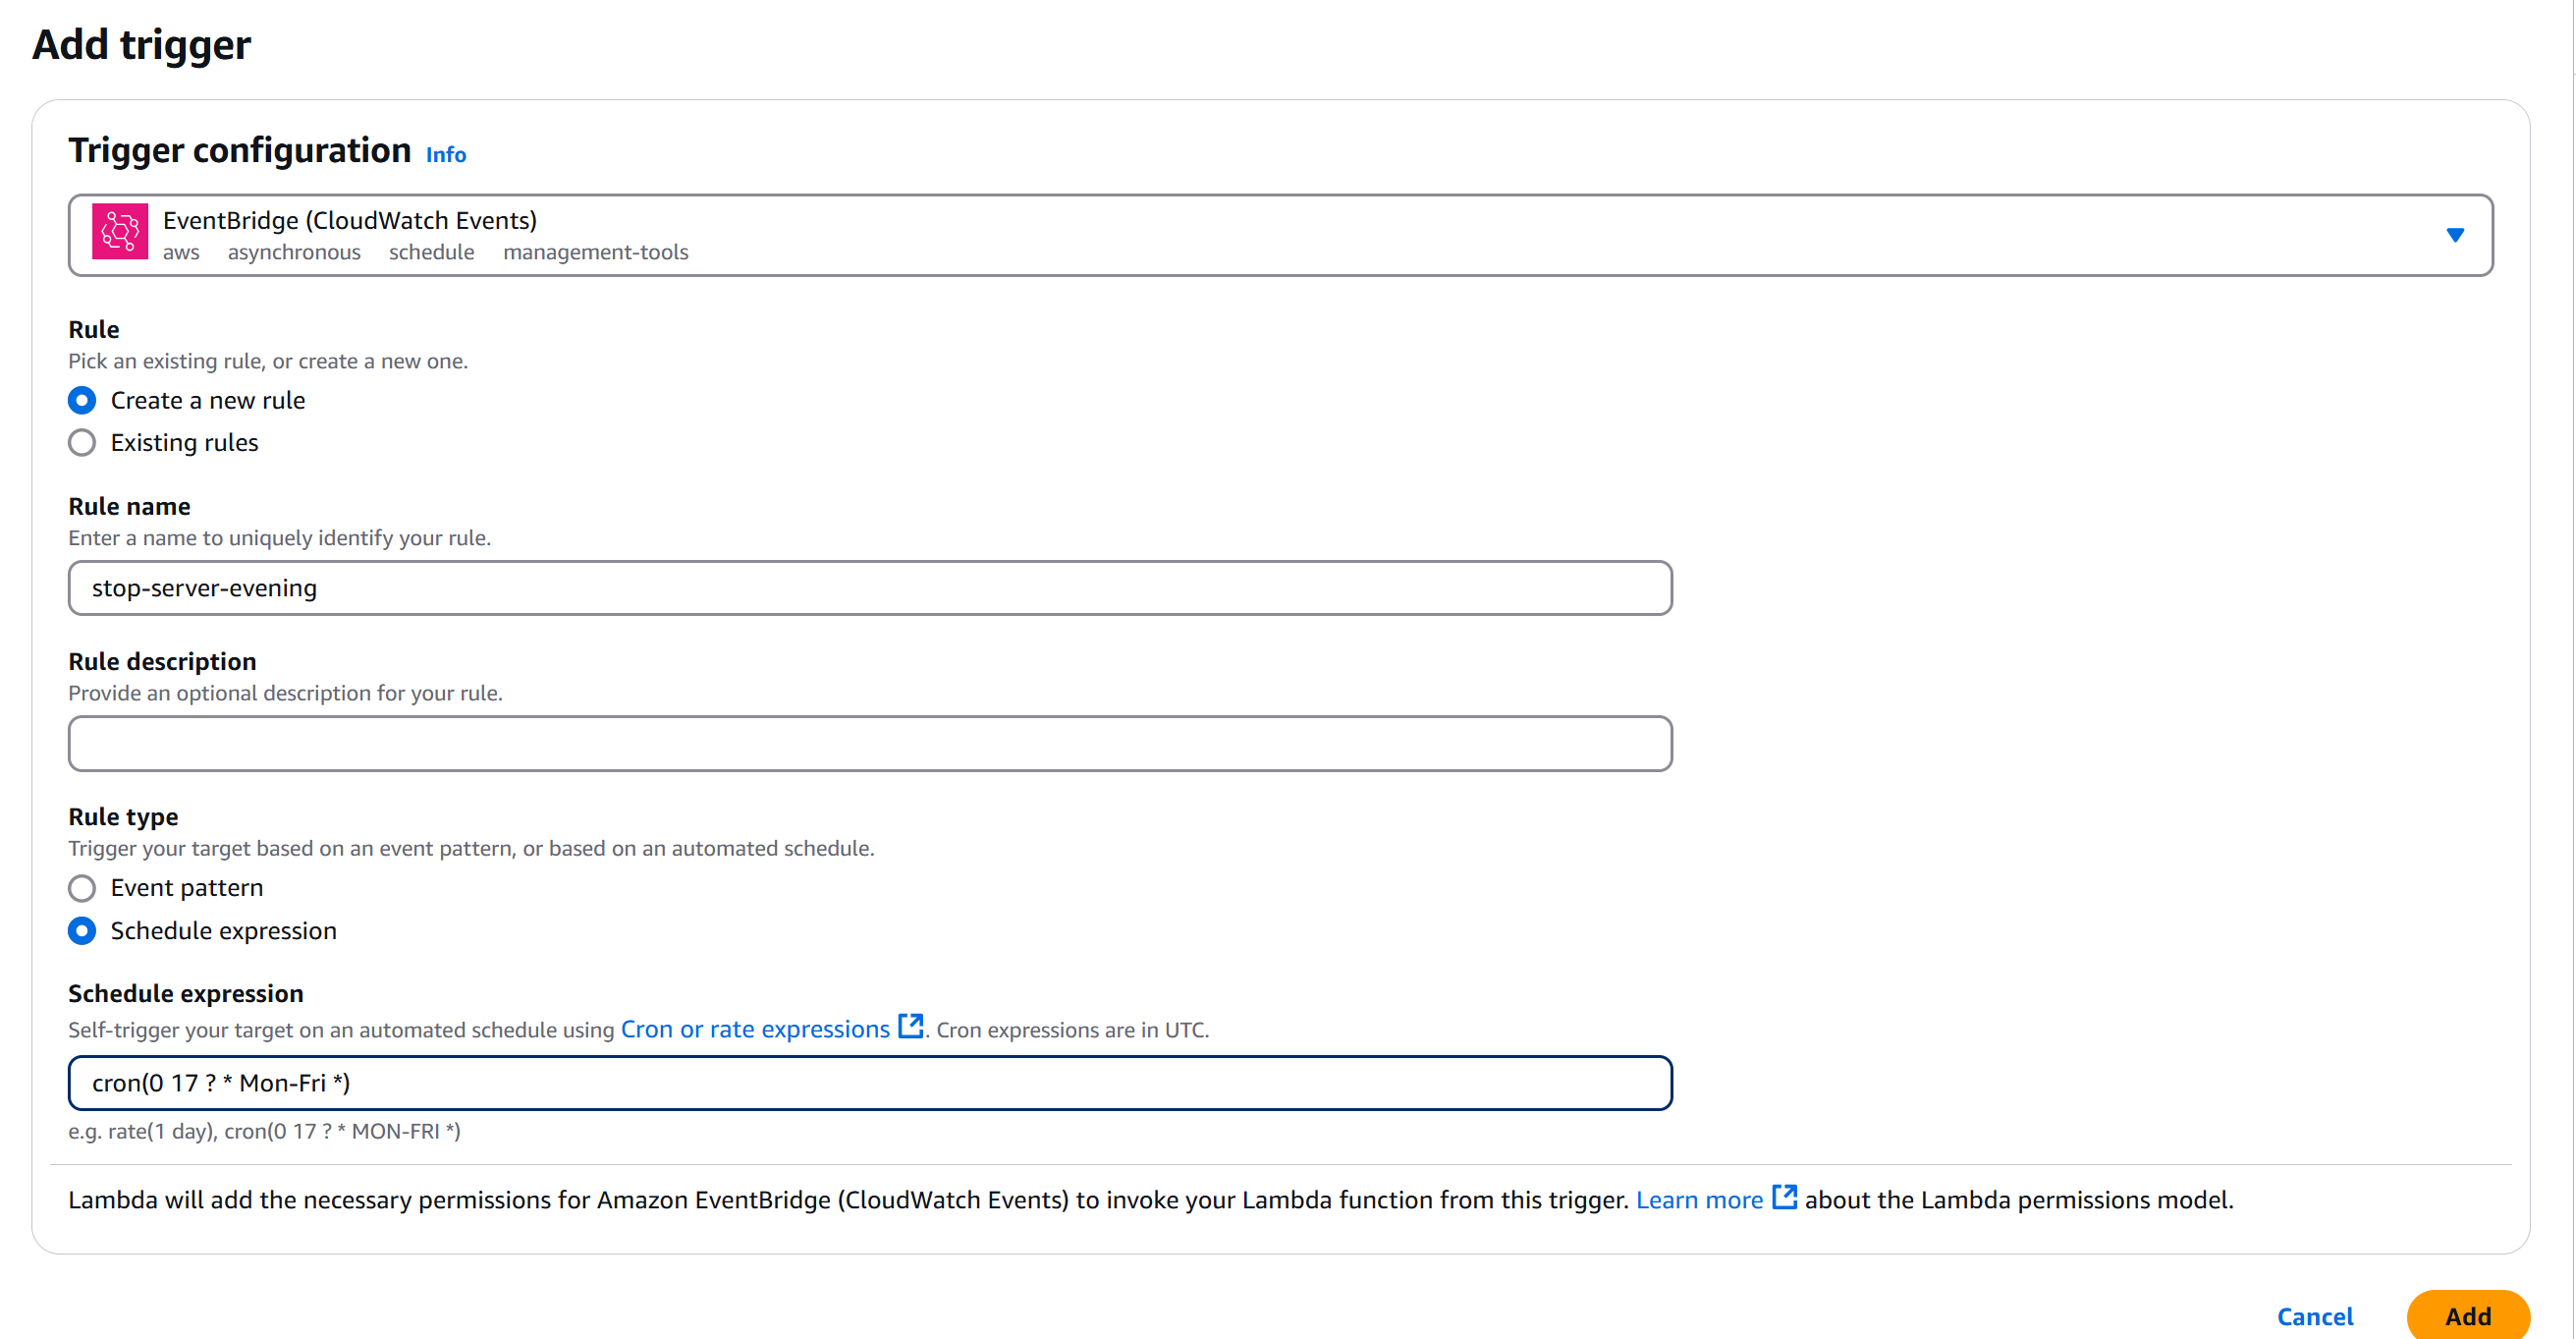 Add trigger
Trigger configuration Info
EventBridge (CloudWatch Events)
aws asynchronous schedule management-tools
Rule
Pick an existing rule, or create a new one.
Create a new rule
Existing rules
Rule name
Enter a name to uniquely identify your rule.
stop-server-evening
Rule description
Provide an optional description for your rule.
Rule type
Trigger your target based on an event pattern, or based on an automated schedule.
Event pattern
Schedule expression
Schedule expression
Self-trigger your target on an automated schedule using Cron or rate expressions. Cron expressions are in UTC.
cron(0 17 ? * Mon-Fri *)
e.g. rate(1 day), cron(0 17 ? * MON-FRI *)
Lambda will add the necessary permissions for Amazon EventBridge (CloudWatch Events) to invoke your Lambda function from this trigger. Learn more about the Lambda permissions model.
Cancel Add